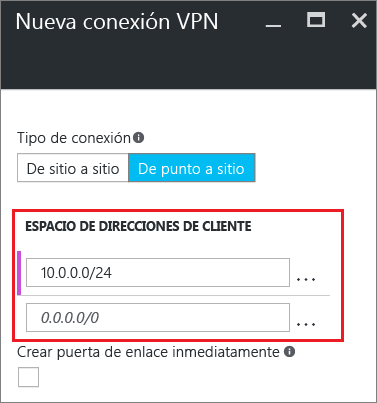 Nueva conexión VPN
Tipo de conexión
De sitio a sitio De punto a sitio
ESPACIO DE DIRECCIONES DE CLIENTE
10.0.0.0/24 ...
0.0.0.0/0 ...
Crear puerta de enlace inmediatamente